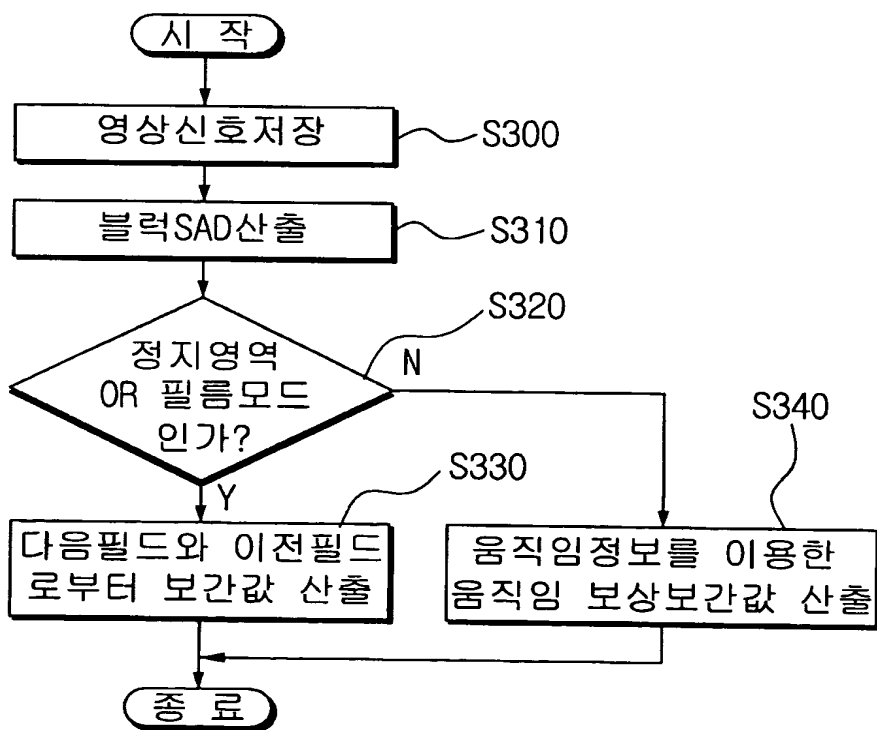 시 작
영상신호저장
S300
블럭SAD산출
S310
S320
정지영역
OR 필름모드
인가?
N
S340
Y
S330
다음필드와 이전필드
로부터 보간값 산출
움직임정보를 이용한
움직임 보상보간값 산출
종 료